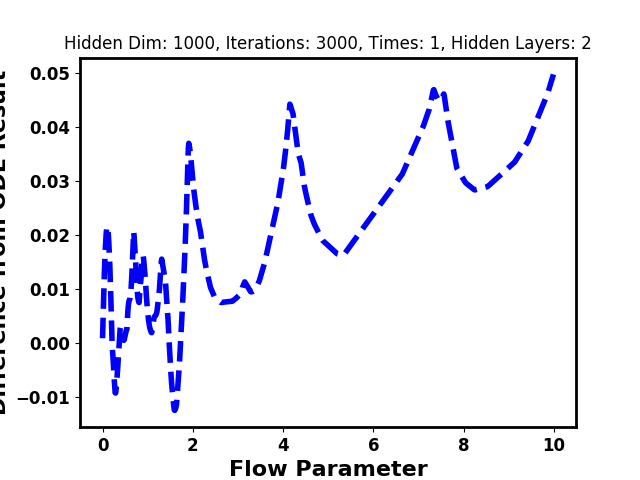 Hidden Dim: 1000, Iterations: 3000, Times: 1, Hidden Layers: 2
Difference from ODE Result
0.05
0.04
0.03
0.02
0.01
0.00
−0.01
0 2 4 6 8 10
Flow Parameter